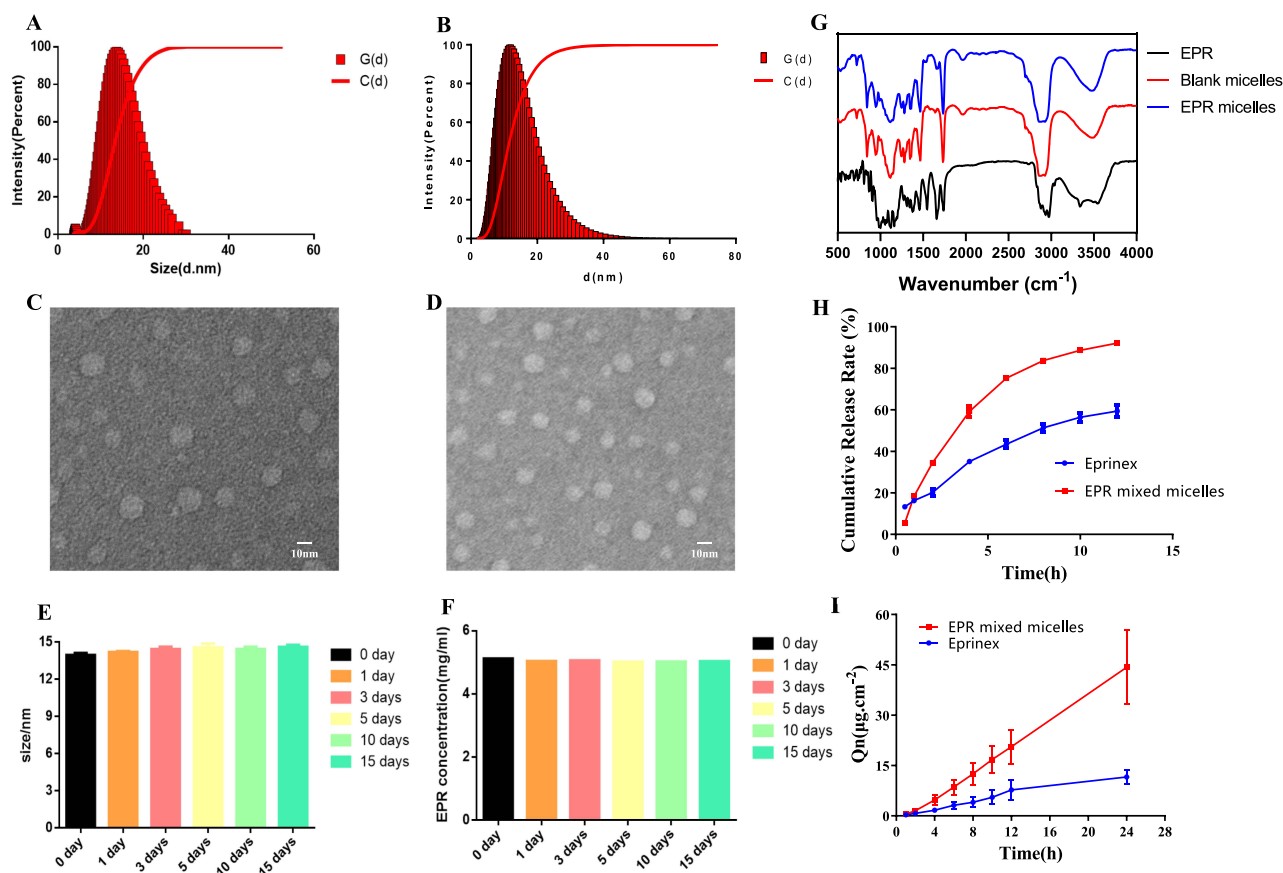 A
Intensity(Percent)
100
80
60
40
20
0
0
20
40
60
Size(d.nm)
G(d)
C(d)
B
Intensity(Percent)
100
80
60
40
20
0
0
20
40
60
80
d(nm)
G(d)
C(d)
G
EPR
Blank micelles
EPR micelles
500
1000
1500
2000
2500
3000
3500
4000
Wavenumber (cm⁻¹)
C
10nm
D
10nm
H
Cumulative Release Rate (%)
100
80
60
40
20
0
0
5
10
15
Eprinex
EPR mixed micelles
Time(h)
E
size/nm
15
12
9
6
3
0
0 day
1 day
3 days
5 days
10 days
15 days
0 day
1 day
3 days
5 days
10 days
15 days
F
EPR concentration(mg/ml)
6
4
2
0
0 day
1 day
3 days
5 days
10 days
15 days
0 day
1 day
3 days
5 days
10 days
15 days
I
Qn(µg.cm⁻²)
60
45
30
15
0
EPR mixed micelles
Eprinex
0
4
8
12
16
20
24
28
Time(h)